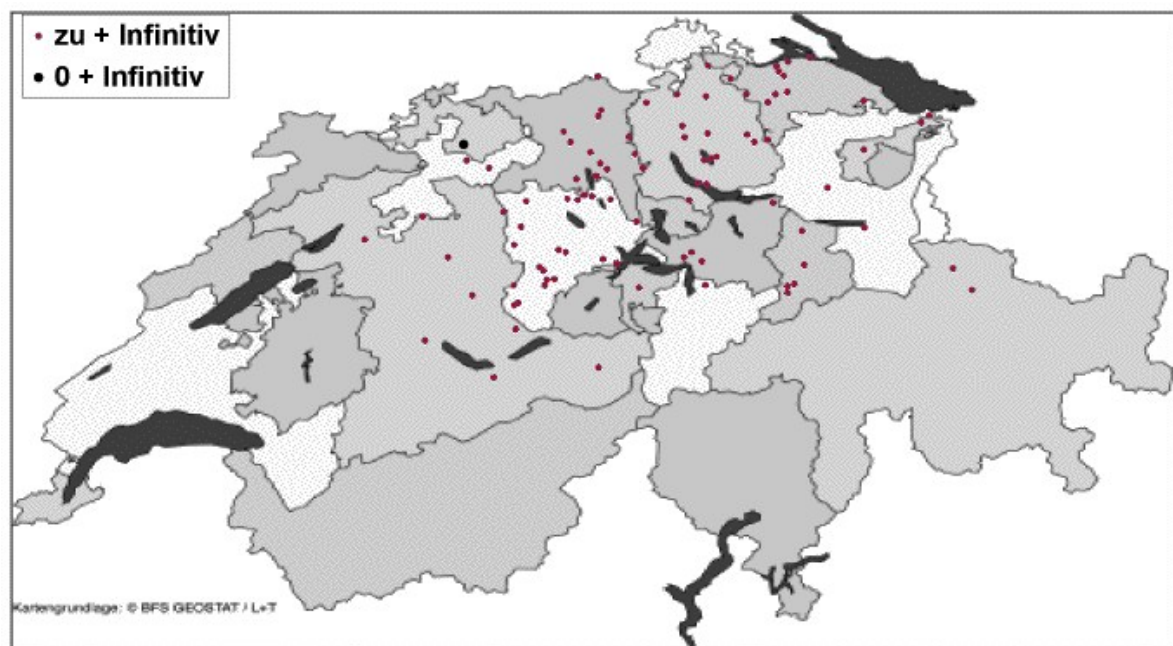 zu + Infinitiv
0 + Infinitiv
Kartengrundlage: © BFS GEOSTAT / L+T